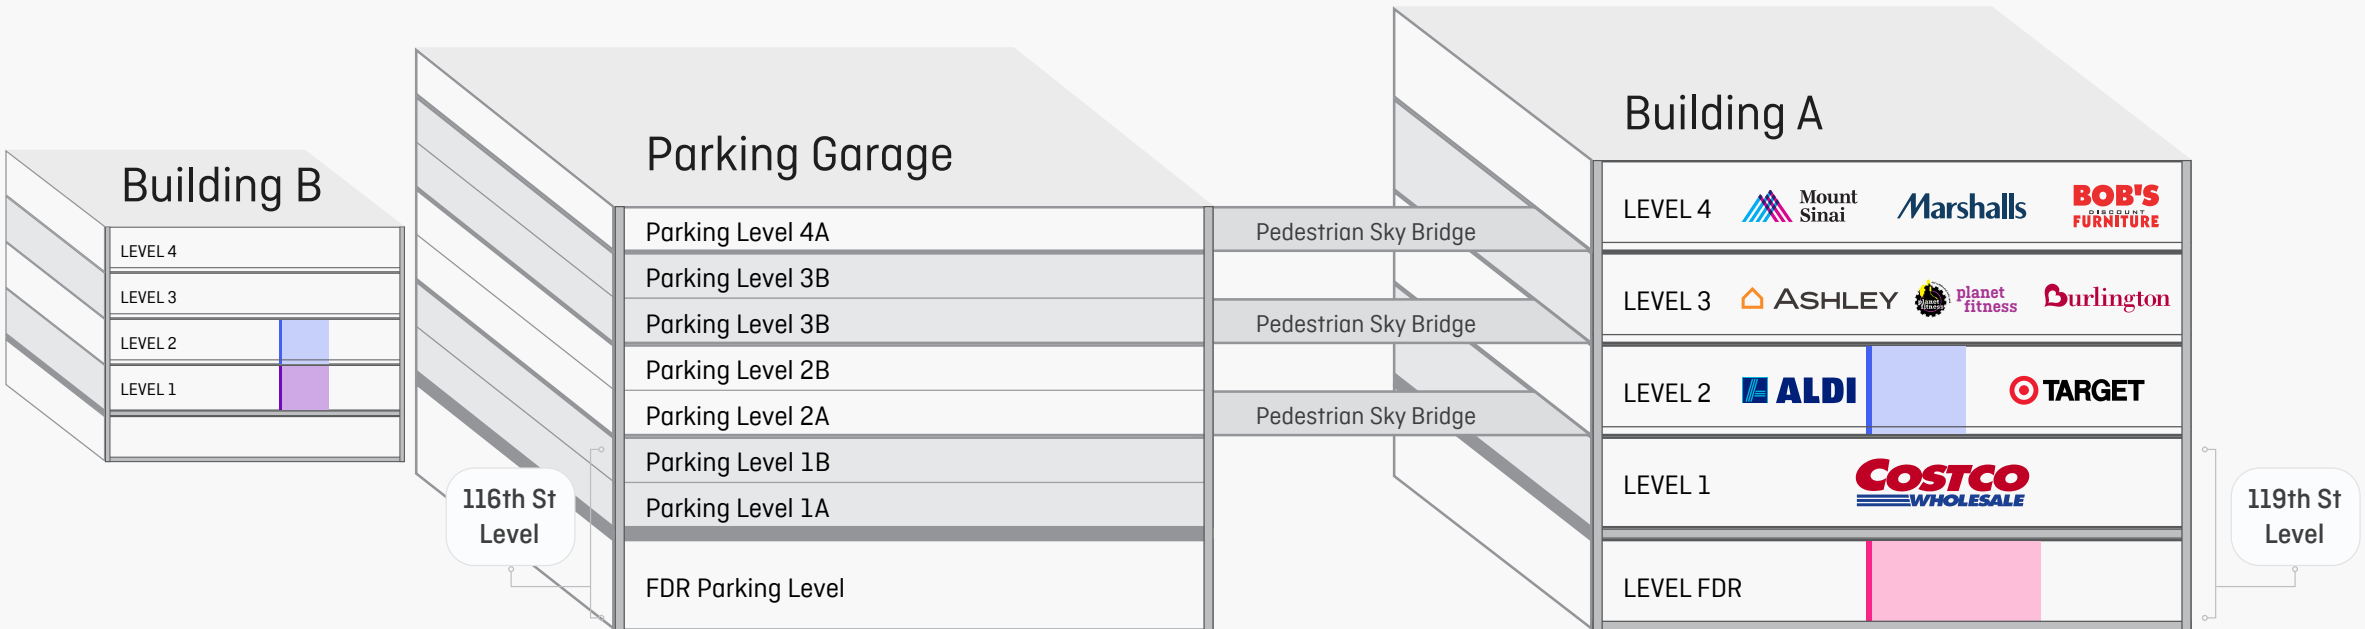 Building B
LEVEL 4
LEVEL 3
LEVEL 2
LEVEL 1
Parking Garage
Parking Level 4A
Parking Level 3B
Parking Level 3B
Parking Level 2B
Parking Level 2A
Parking Level 1B
Parking Level 1A
FDR Parking Level
116th St
Level
Pedestrian Sky Bridge
Pedestrian Sky Bridge
Pedestrian Sky Bridge
Building A
LEVEL 4
Mount
Sinai
Marshalls
BOB'S
DISCOUNT
FURNITURE
LEVEL 3
ASHLEY
planet
fitness
planet
fitness
Burlington
LEVEL 2
ALDI
TARGET
LEVEL 1
COSTCO
WHOLESALE
LEVEL FDR
119th St
Level